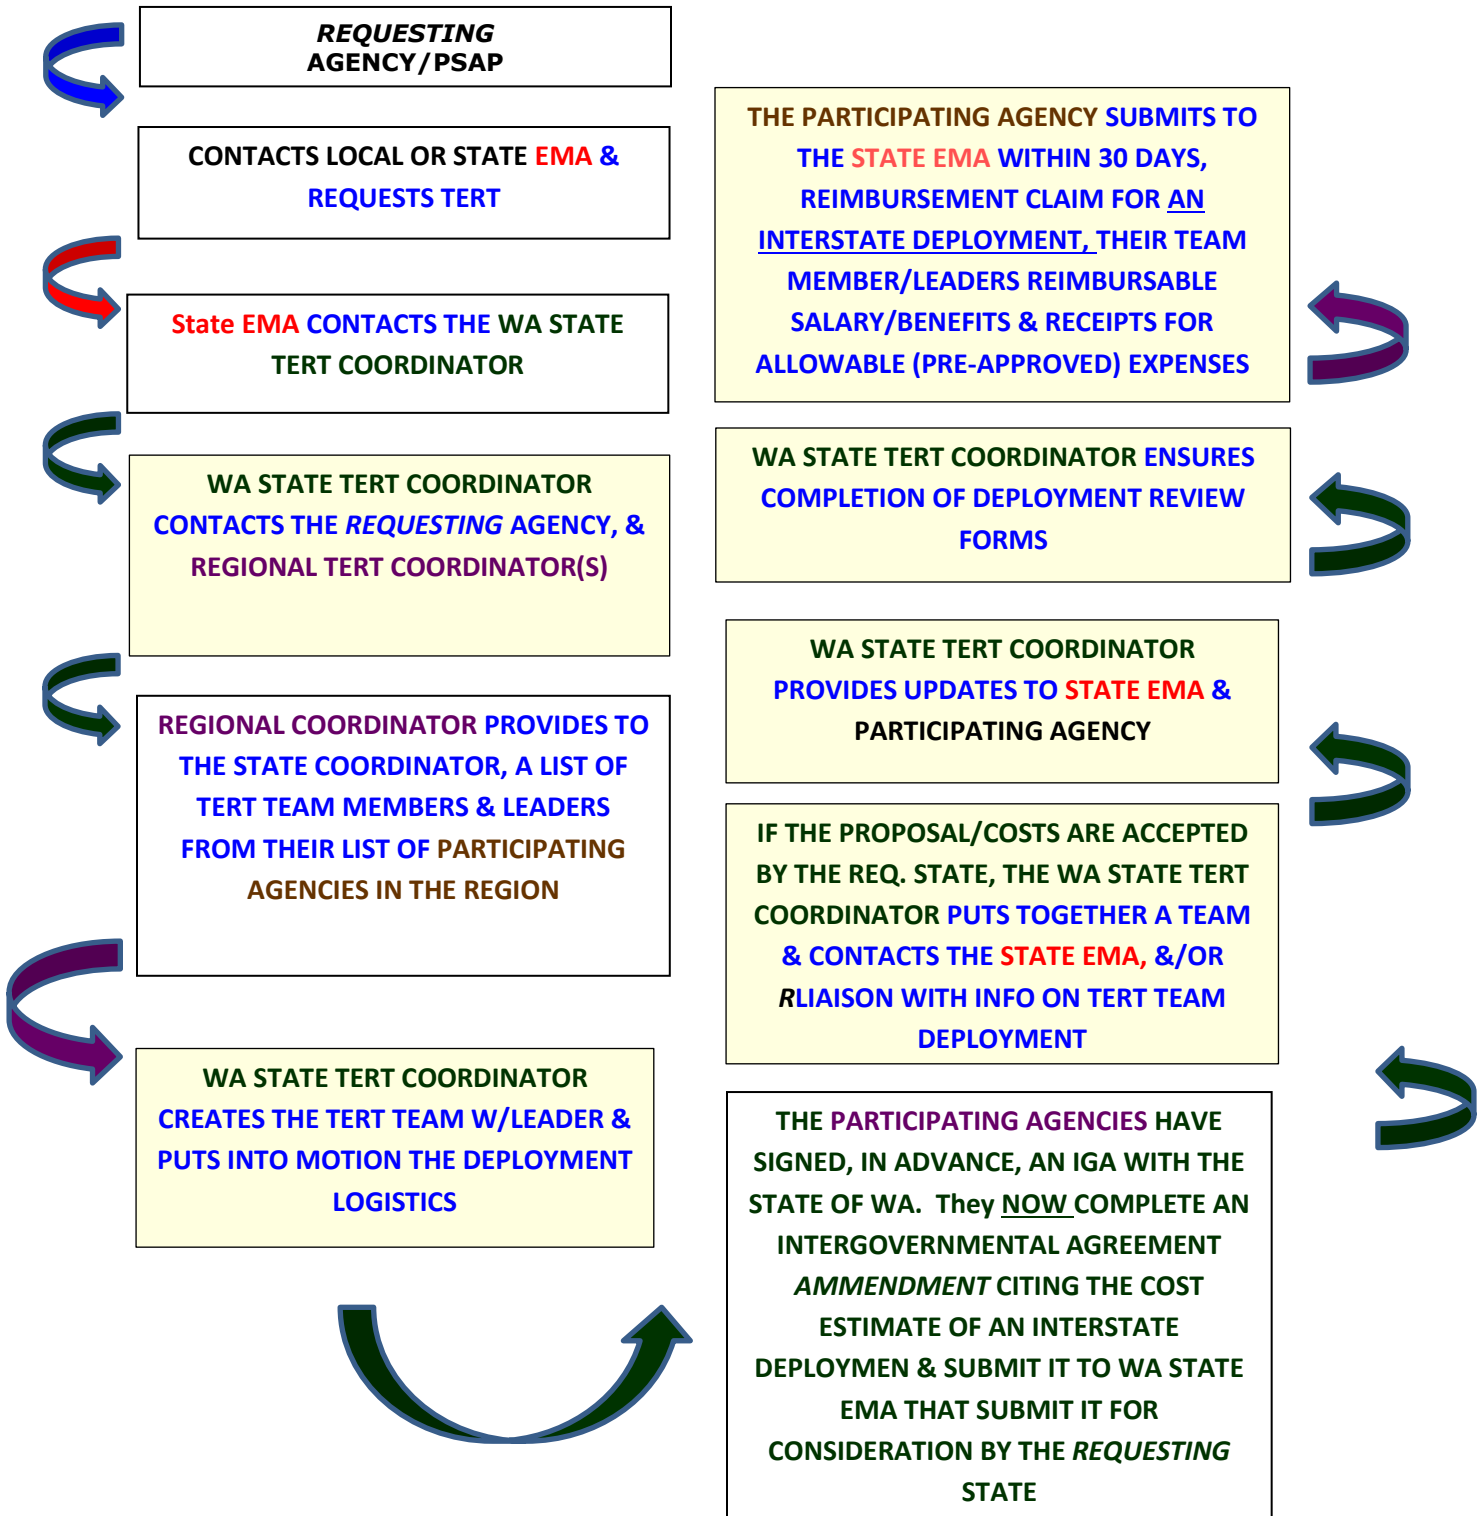 REQUESTING
AGENCY/PSAP
CONTACTS LOCAL OR STATE EMA &
REQUESTS TERT
State EMA CONTACTS THE WA STATE
TERT COORDINATOR
WA STATE TERT COORDINATOR
CONTACTS THE REQUESTING AGENCY, &
REGIONAL TERT COORDINATOR(S)
REGIONAL COORDINATOR PROVIDES TO
THE STATE COORDINATOR, A LIST OF
TERT TEAM MEMBERS & LEADERS
FROM THEIR LIST OF PARTICIPATING
AGENCIES IN THE REGION
WA STATE TERT COORDINATOR
CREATES THE TERT TEAM W/LEADER &
PUTS INTO MOTION THE DEPLOYMENT
LOGISTICS
THE PARTICIPATING AGENCY SUBMITS TO
THE STATE EMA WITHIN 30 DAYS,
REIMBURSEMENT CLAIM FOR AN
INTERSTATE DEPLOYMENT, THEIR TEAM
MEMBER/LEADERS REIMBURSABLE
SALARY/BENEFITS & RECEIPTS FOR
ALLOWABLE (PRE-APPROVED) EXPENSES
WA STATE TERT COORDINATOR ENSURES
COMPLETION OF DEPLOYMENT REVIEW
FORMS
WA STATE TERT COORDINATOR
PROVIDES UPDATES TO STATE EMA &
PARTICIPATING AGENCY
IF THE PROPOSAL/COSTS ARE ACCEPTED
BY THE REQ. STATE, THE WA STATE TERT
COORDINATOR PUTS TOGETHER A TEAM
& CONTACTS THE STATE EMA, &/OR
RLIAISON WITH INFO ON TERT TEAM
DEPLOYMENT
THE PARTICIPATING AGENCIES HAVE
SIGNED, IN ADVANCE, AN IGA WITH THE
STATE OF WA. They NOW COMPLETE AN
INTERGOVERNMENTAL AGREEMENT
AMMENDMENT CITING THE COST
ESTIMATE OF AN INTERSTATE
DEPLOYMEN & SUBMIT IT TO WA STATE
EMA THAT SUBMIT IT FOR
CONSIDERATION BY THE REQUESTING
STATE